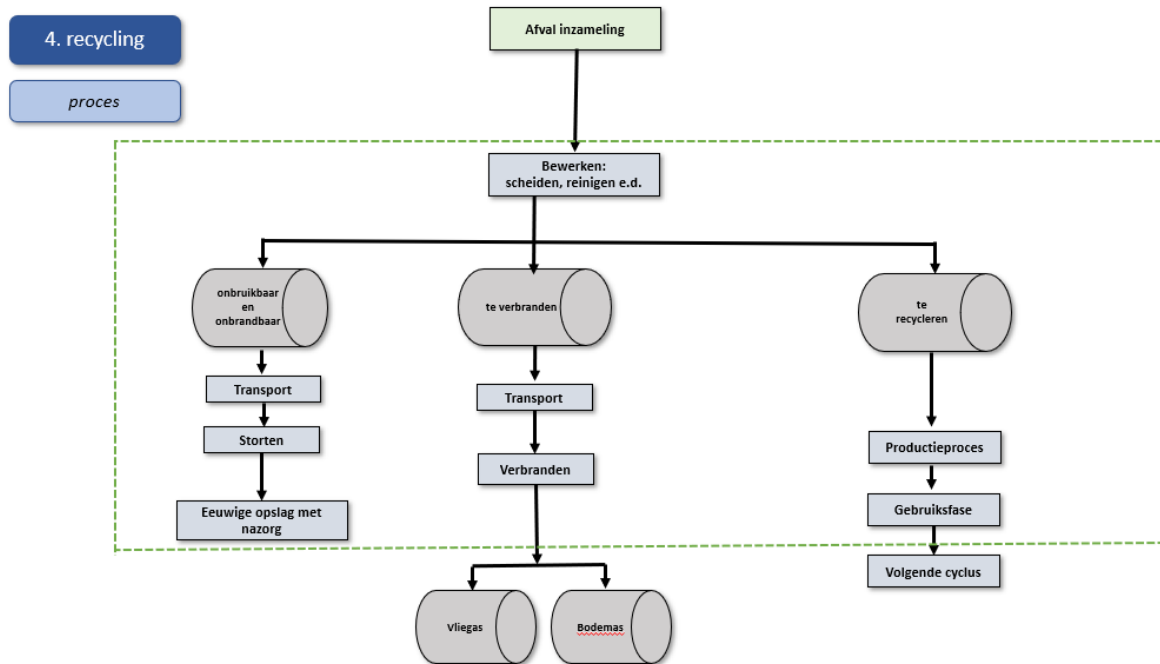 4. recycling
proces
Afval inzameling
Bewerken:
scheiden, reinigen e.d.
onbruikbaar
en
onbrandbaar
te verbranden
te
recycleren
Transport
Transport
Storten
Verbranden
Productieproces
Eeuwige opslag met
nazorg
Gebruiksfase
Volgende cyclus
Vliegas
Bodemas